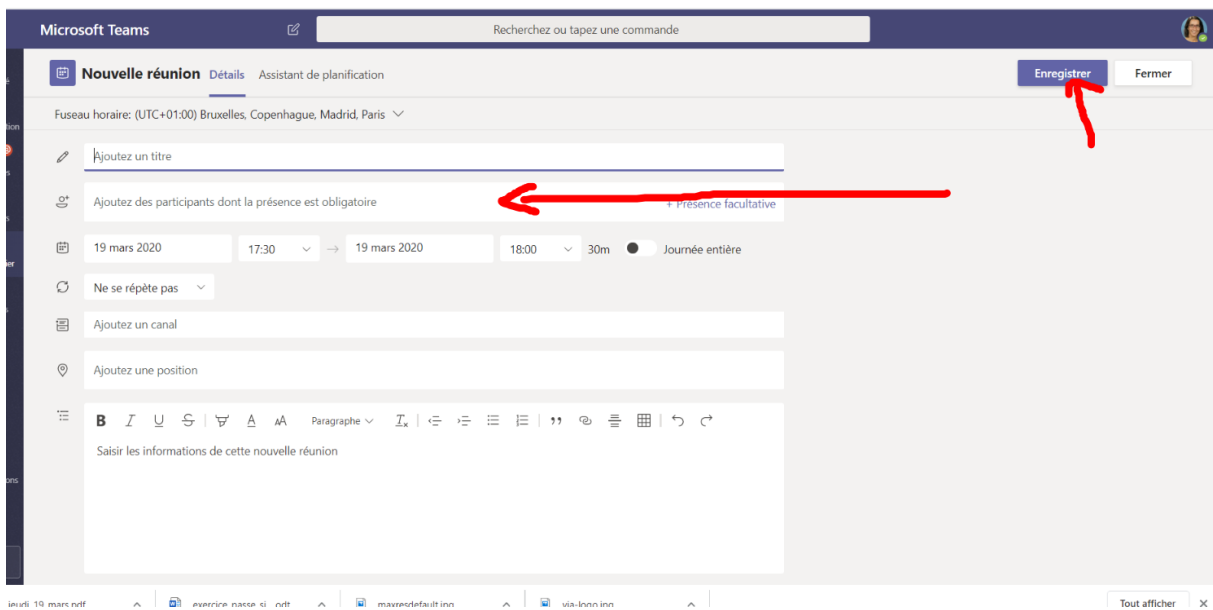 Microsoft Teams Recherchez ou tapez une commande
Nouvelle réunion Détails Assistant de planification Enregistrer Fermer
Fuseau horaire: (UTC+01:00) Bruxelles, Copenhague, Madrid, Paris
Ajoutez un titre
Ajoutez des participants dont la présence est obligatoire + Présence facultative
19 mars 2020 17:30 → 19 mars 2020 18:00 30m Journée entière
Ne se répète pas
Ajoutez un canal
Ajoutez une position
B I U S A AA Paragraphe Ix
Saisir les informations de cette nouvelle réunion
jeudi_19_mars.pdf exercice_passe_si_.odt maxresdefault.jpg via-logo.jpg Tout afficher